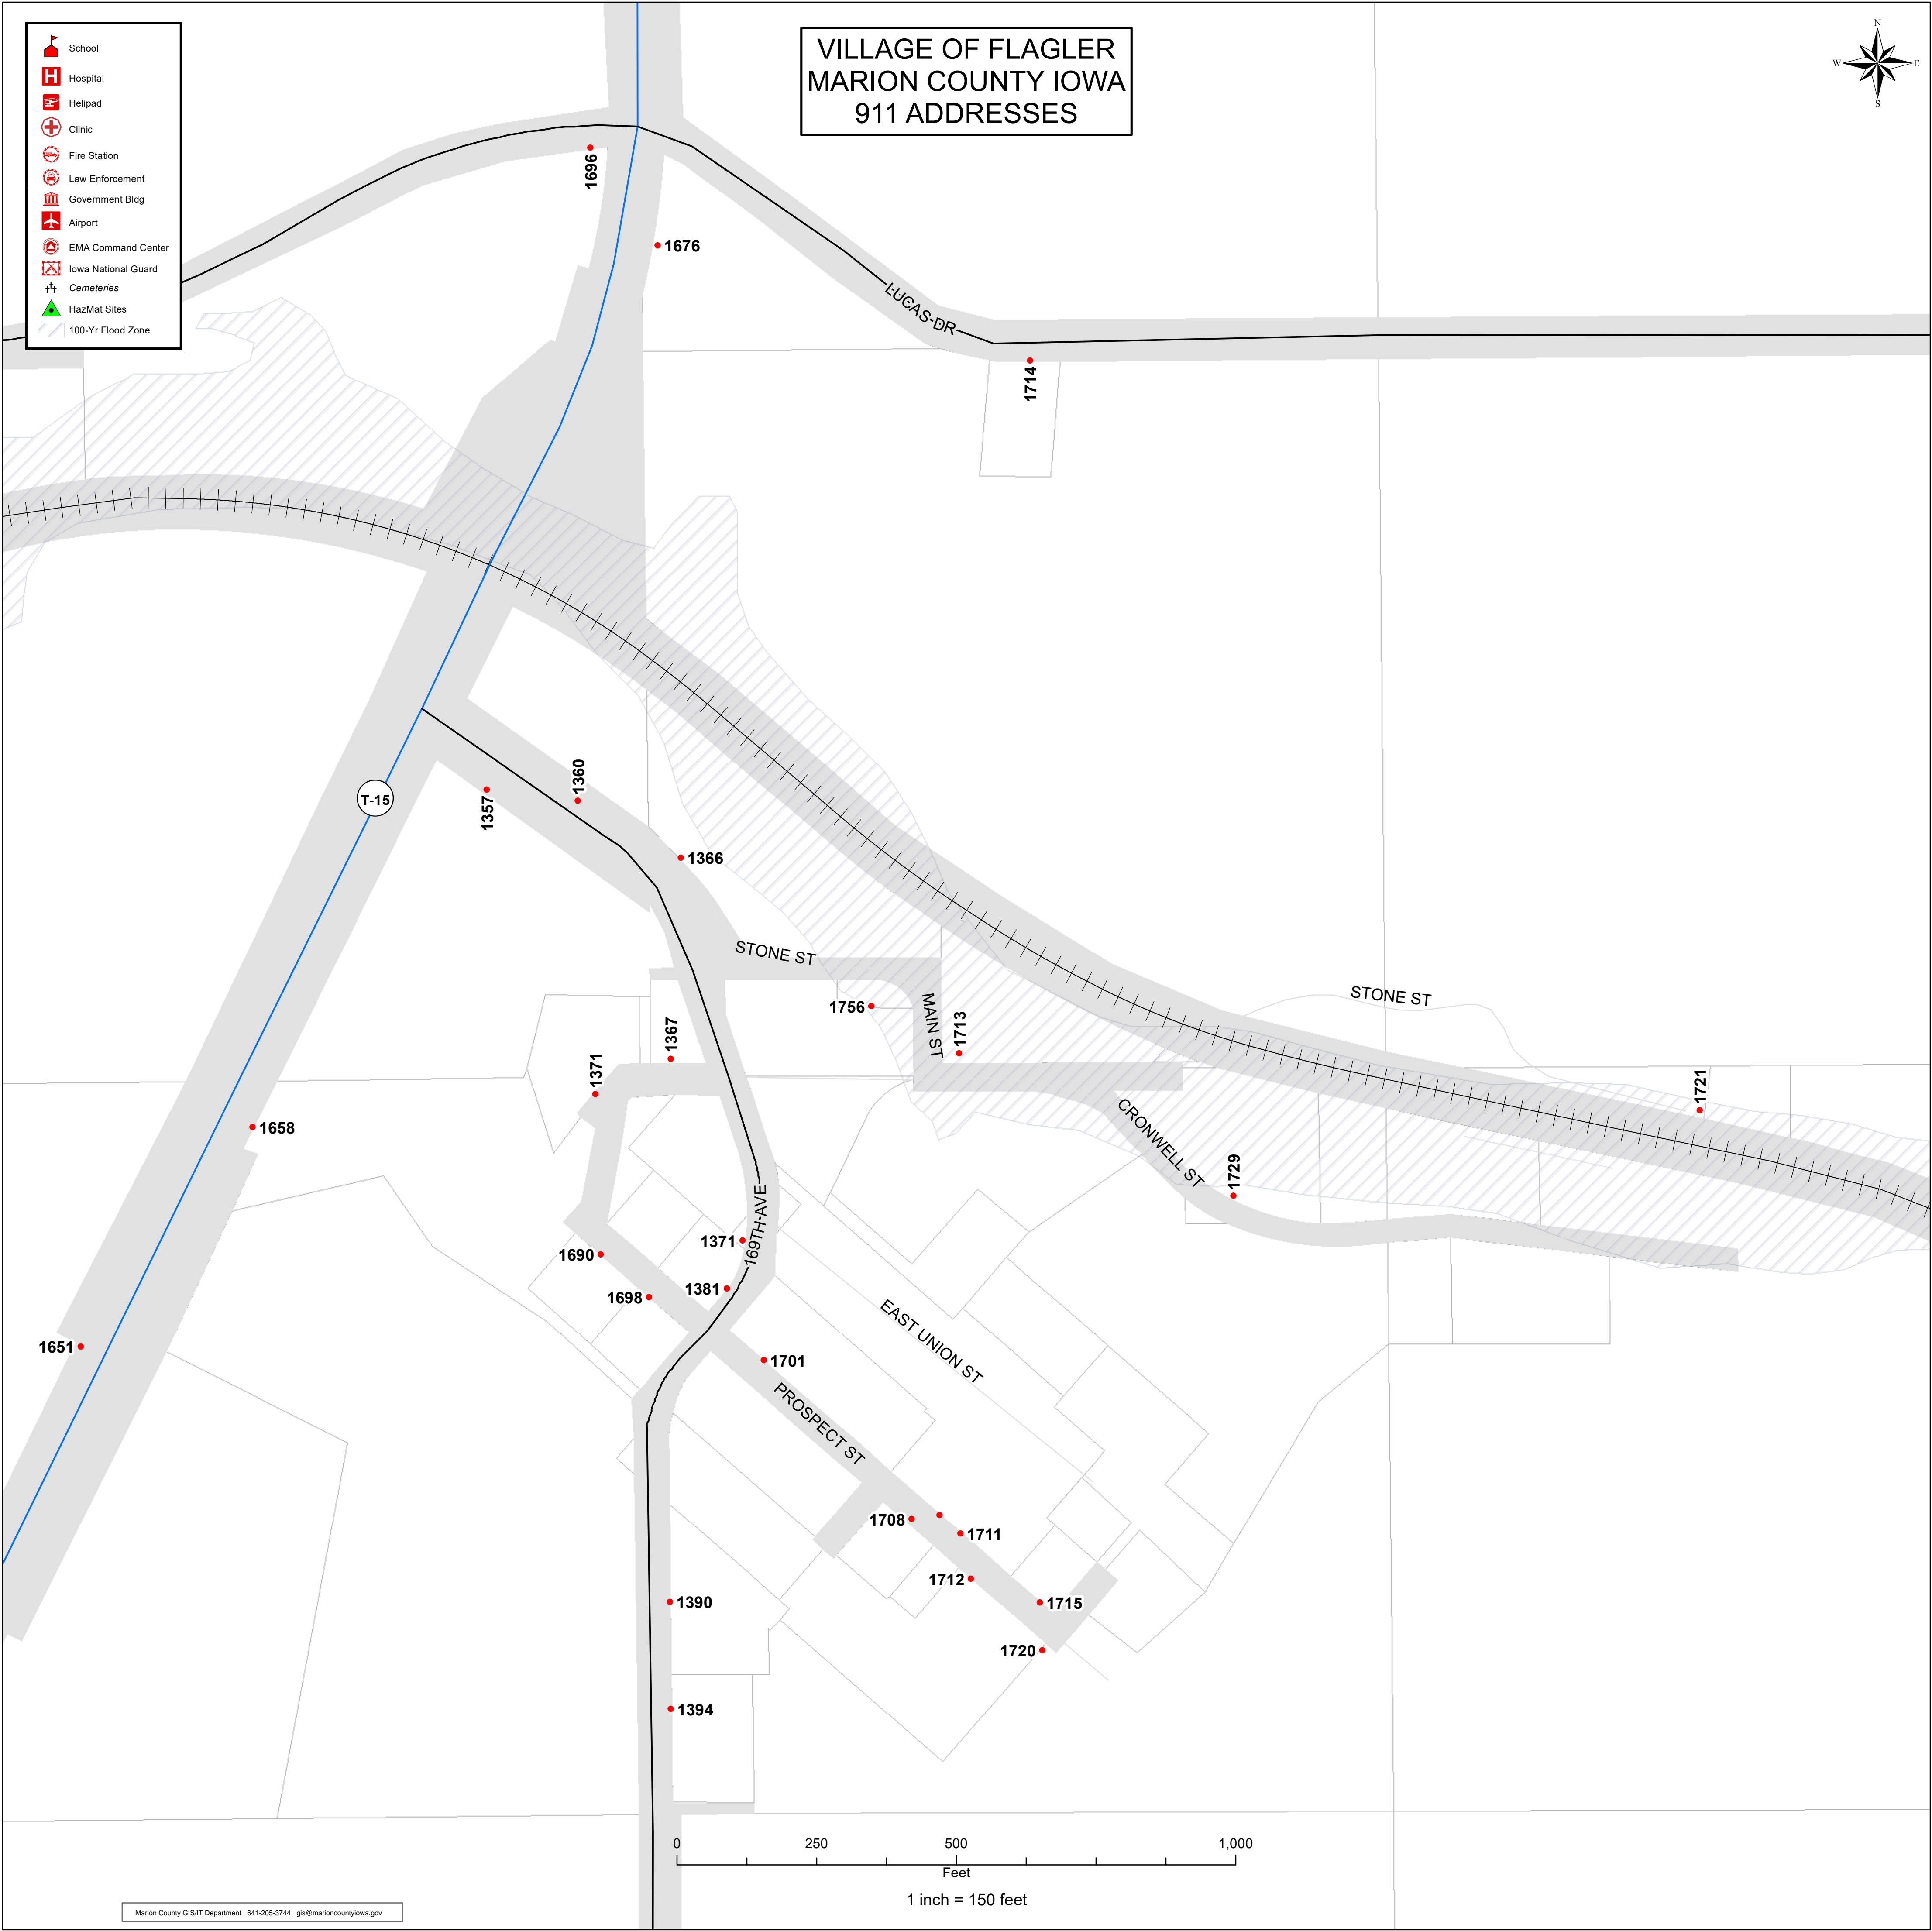 VILLAGE OF FLAGLER
MARION COUNTY IOWA
911 ADDRESSES
N
W E
S
School
H Hospital
Helipad
Clinic
Fire Station
Law Enforcement
Government Bldg
Airport
EMA Command Center
Iowa National Guard
Cemeteries
HazMat Sites
100-Yr Flood Zone
1696
1676
LUCAS-DR
1714
T-15
1357
1360
1366
STONE ST
1756
MAIN ST
1713
STONE ST
1367
1371
1721
1658
CRONWELL ST
1729
1371
169TH-AVE
1690
1381
1698
1651
EAST UNION ST
1701
PROSPECT ST
1708
1711
1712
1390
1715
1720
1394
0 250 500 1,000
Feet
1 inch = 150 feet
Marion County GIS/IT Department 641-205-3744 gis@marioncountyiowa.gov